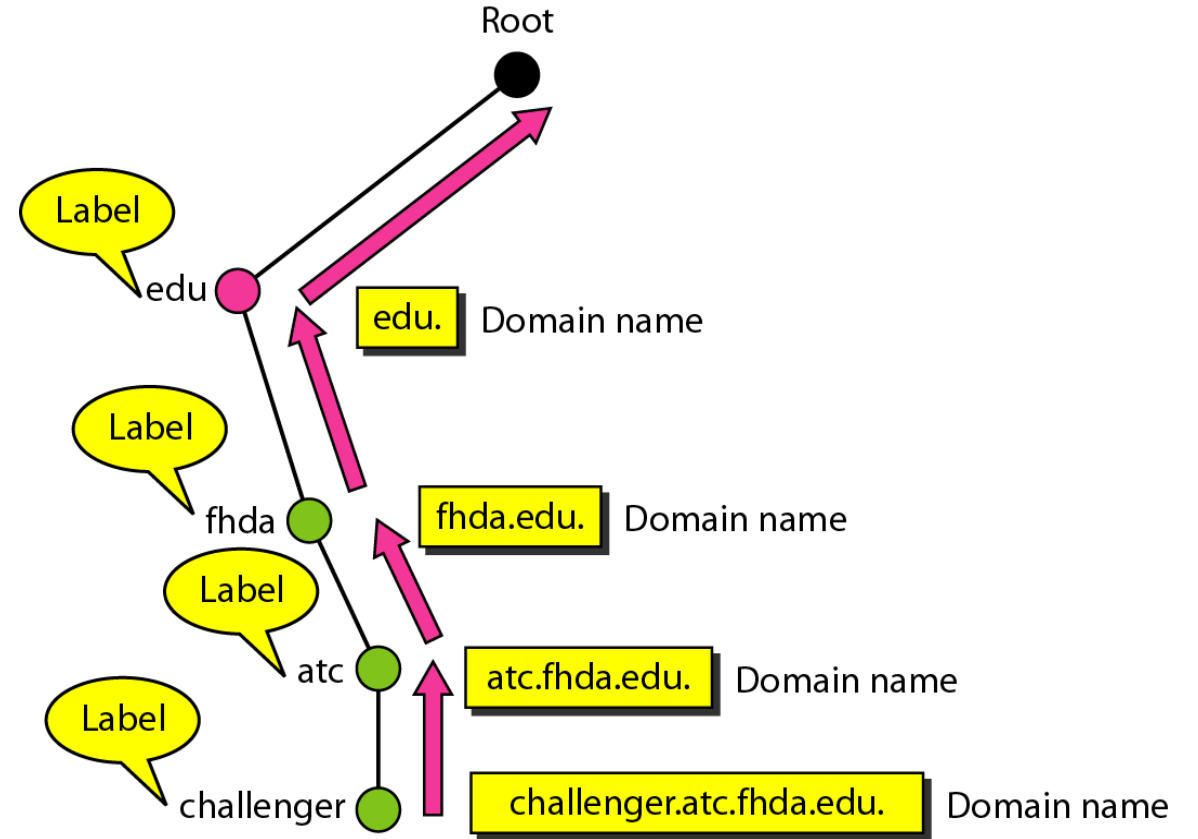 Root
Label
edu
edu. Domain name
Label
fhda
fhda.edu. Domain name
Label
atc
atc.fhda.edu. Domain name
Label
challenger
challenger.atc.fhda.edu. Domain name